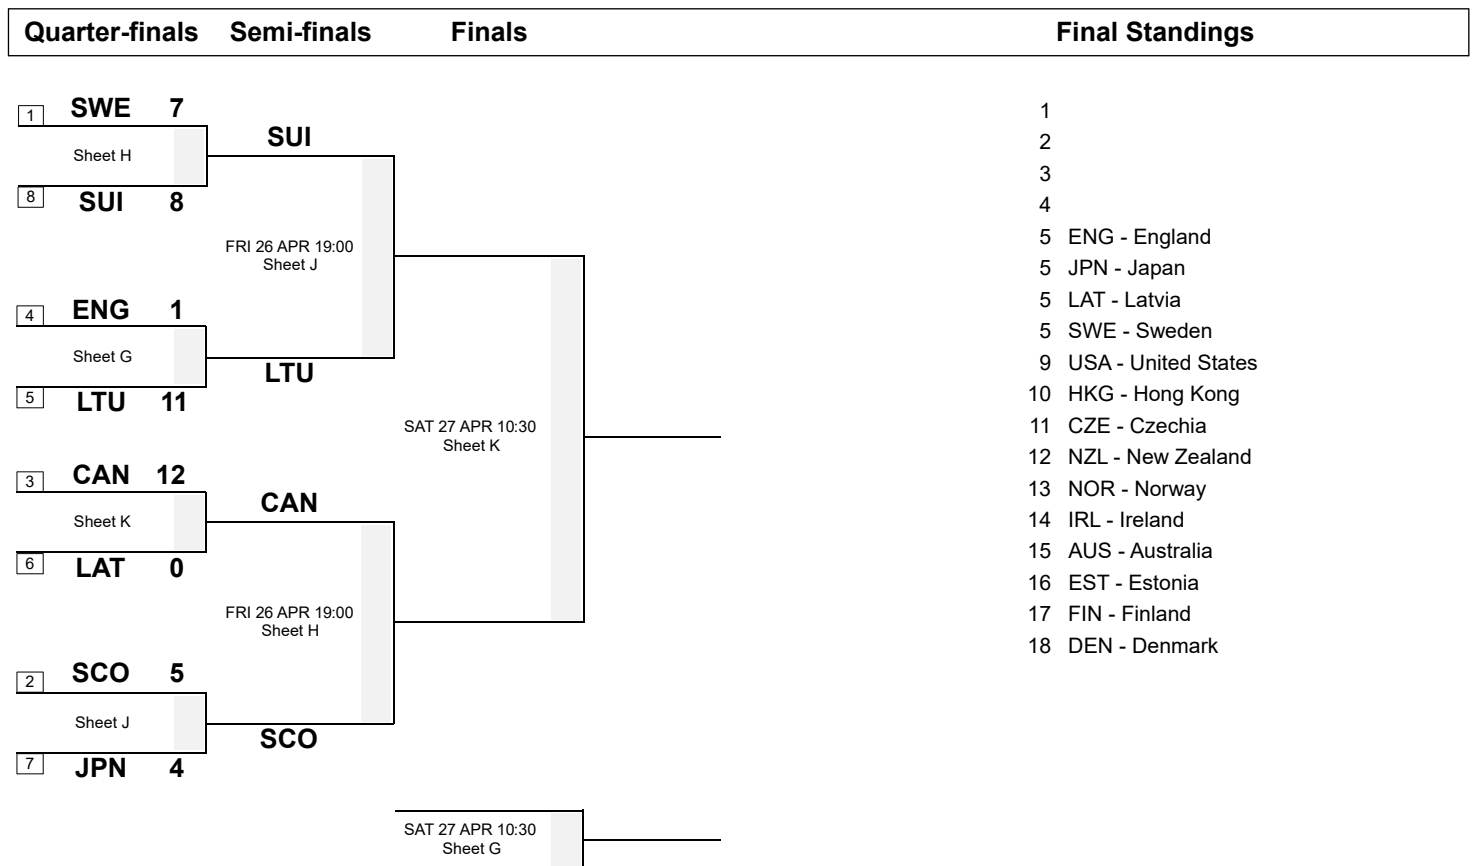 Quarter-finals Semi-finals Finals Final Standings
1 SWE 7
Sheet H
8 SUI 8
4 ENG 1
Sheet G
5 LTU 11
3 CAN 12
Sheet K
6 LAT 0
2 SCO 5
Sheet J
7 JPN 4
SUI
FRI 26 APR 19:00
Sheet J
LTU
CAN
FRI 26 APR 19:00
Sheet H
SCO
SAT 27 APR 10:30
Sheet K
SAT 27 APR 10:30
Sheet G
1
2
3
4
5 ENG - England
5 JPN - Japan
5 LAT - Latvia
5 SWE - Sweden
9 USA - United States
10 HKG - Hong Kong
11 CZE - Czechia
12 NZL - New Zealand
13 NOR - Norway
14 IRL - Ireland
15 AUS - Australia
16 EST - Estonia
17 FIN - Finland
18 DEN - Denmark